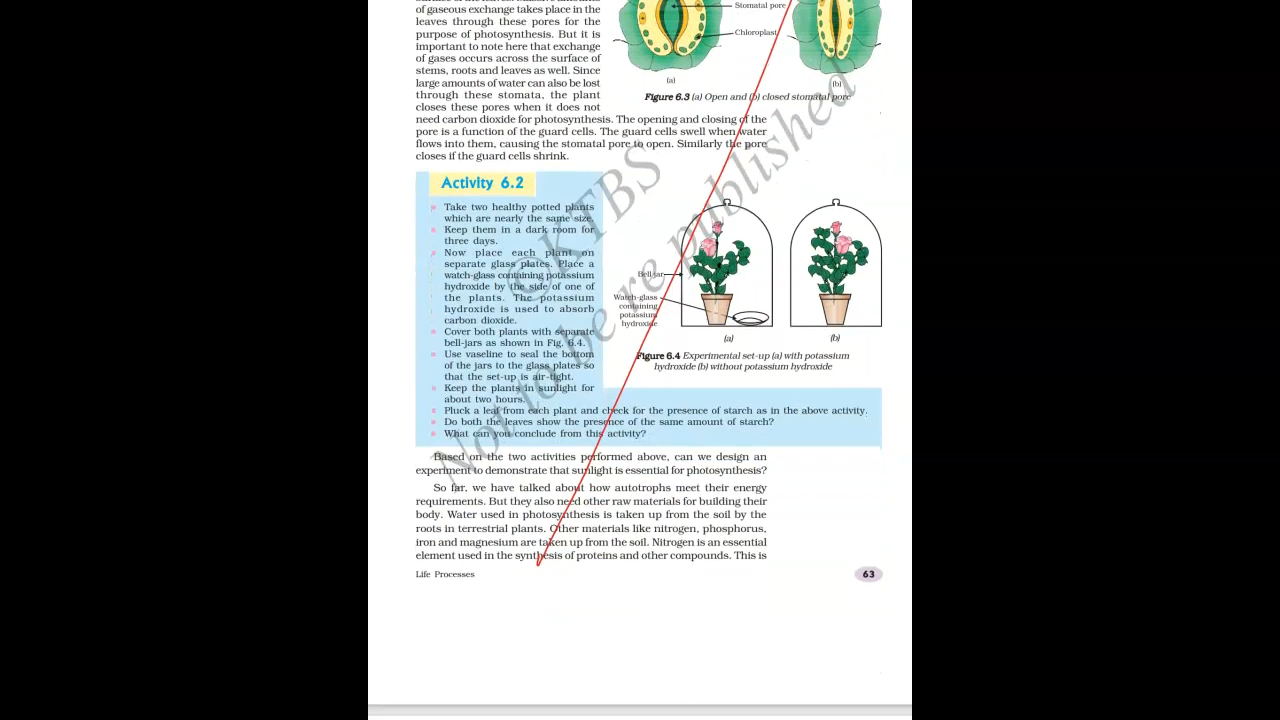 of gaseous exchange takes place in the
leaves through these pores for the
purpose of photosynthesis. But it is
important to note here that exchange
of gases occurs across the surface of
stems, roots and leaves as well. Since
large amounts of water can also be lost
through these stomata, the plant
closes these pores when it does not
need carbon dioxide for photosynthesis. The opening and closing of the
pore is a function of the guard cells. The guard cells swell when water
flows into them, causing the stomatal pore to open. Similarly the pore
closes if the guard cells shrink.
Stomatal pore
Chloroplast
(a)
(b)
Figure 6.3 (a) Open and (b) closed stomatal pore
Activity 6.2
Take two healthy potted plants
which are nearly the same size.
Keep them in a dark room for
three days.
Now place each plant on
separate glass plates. Place a
watch-glass containing potassium
hydroxide by the side of one of
the plants. The potassium
hydroxide is used to absorb
carbon dioxide.
Cover both plants with separate
bell-jars as shown in Fig. 6.4.
Use vaseline to seal the bottom
of the jars to the glass plates so
that the set-up is air-tight.
Keep the plants in sunlight for
about two hours.
Pluck a leaf from each plant and check for the presence of starch as in the above activity.
Do both the leaves show the presence of the same amount of starch?
What can you conclude from this activity?
Bell-jar
Watch-glass
containing
potassium
hydroxide
(a)
(b)
Figure 6.4 Experimental set-up (a) with potassium
hydroxide (b) without potassium hydroxide
Based on the two activities performed above, can we design an
experiment to demonstrate that sunlight is essential for photosynthesis?
So far, we have talked about how autotrophs meet their energy
requirements. But they also need other raw materials for building their
body. Water used in photosynthesis is taken up from the soil by the
roots in terrestrial plants. Other materials like nitrogen, phosphorus,
iron and magnesium are taken up from the soil. Nitrogen is an essential
element used in the synthesis of proteins and other compounds. This is
Life Processes
63
©KTBS
Not to be re published